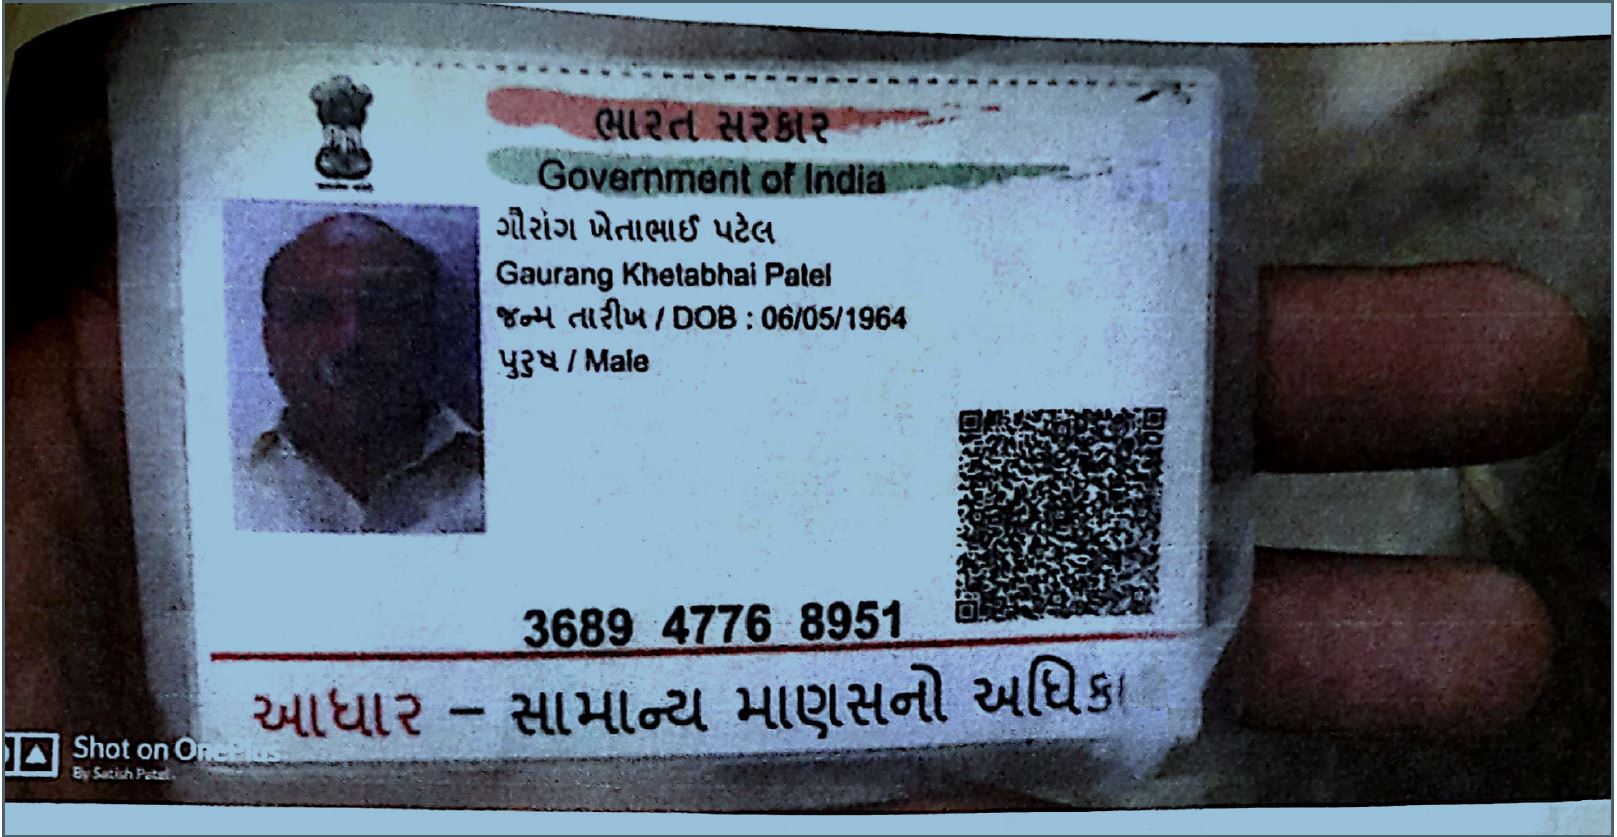 ભારત સરકાર
Government of India
ગૌરાંગ ખેતાભાઈ પટેલ
Gaurang Khetabhai Patel
જન્મ તારીખ / DOB : 06/05/1964
પુરુષ / Male
3689 4776 8951
આધાર – સામાન્ય માણસનો
Shot on OnePlus
By Satish Patel